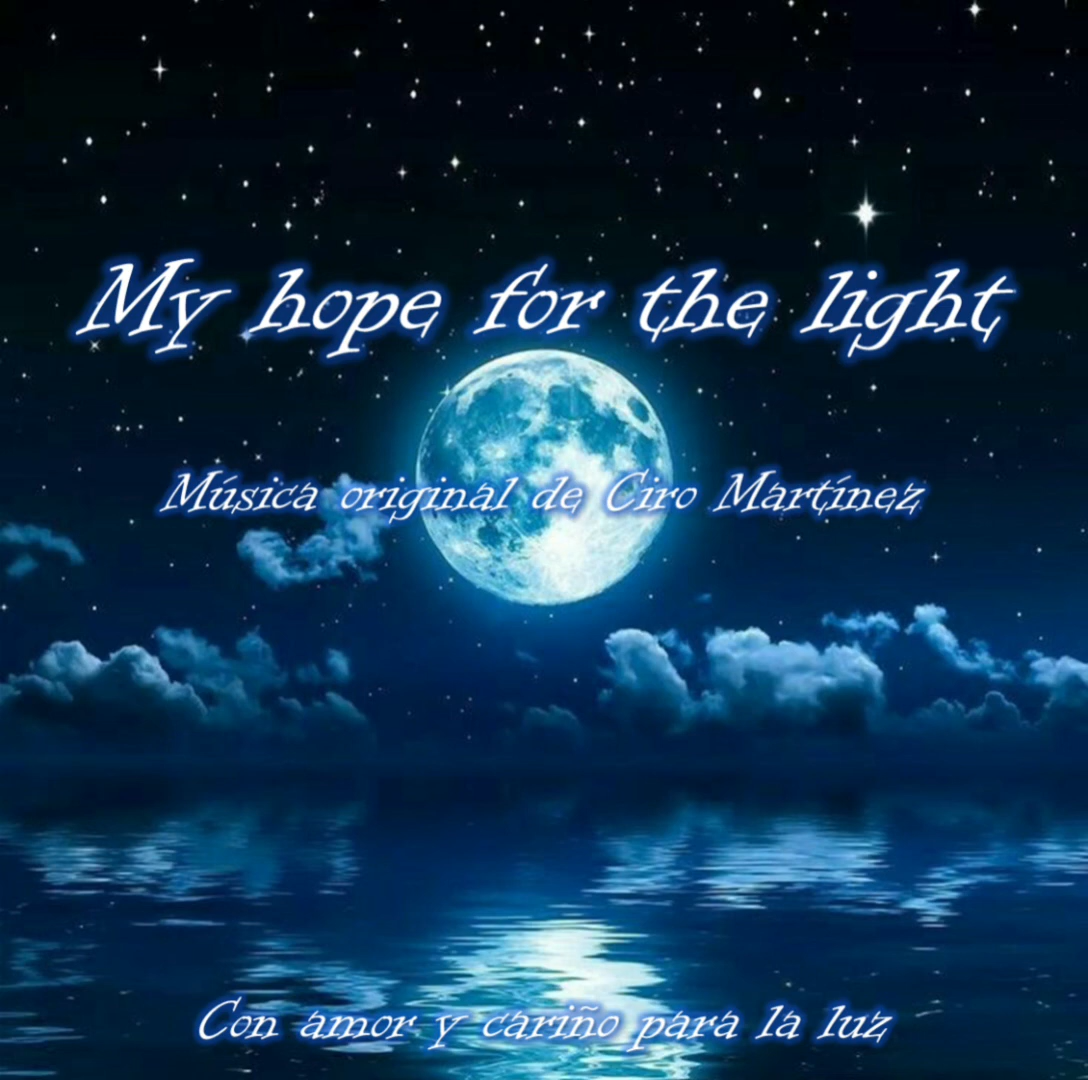 My hope for the light
Música original de Ciro Martínez
Con amor y cariño para la luz